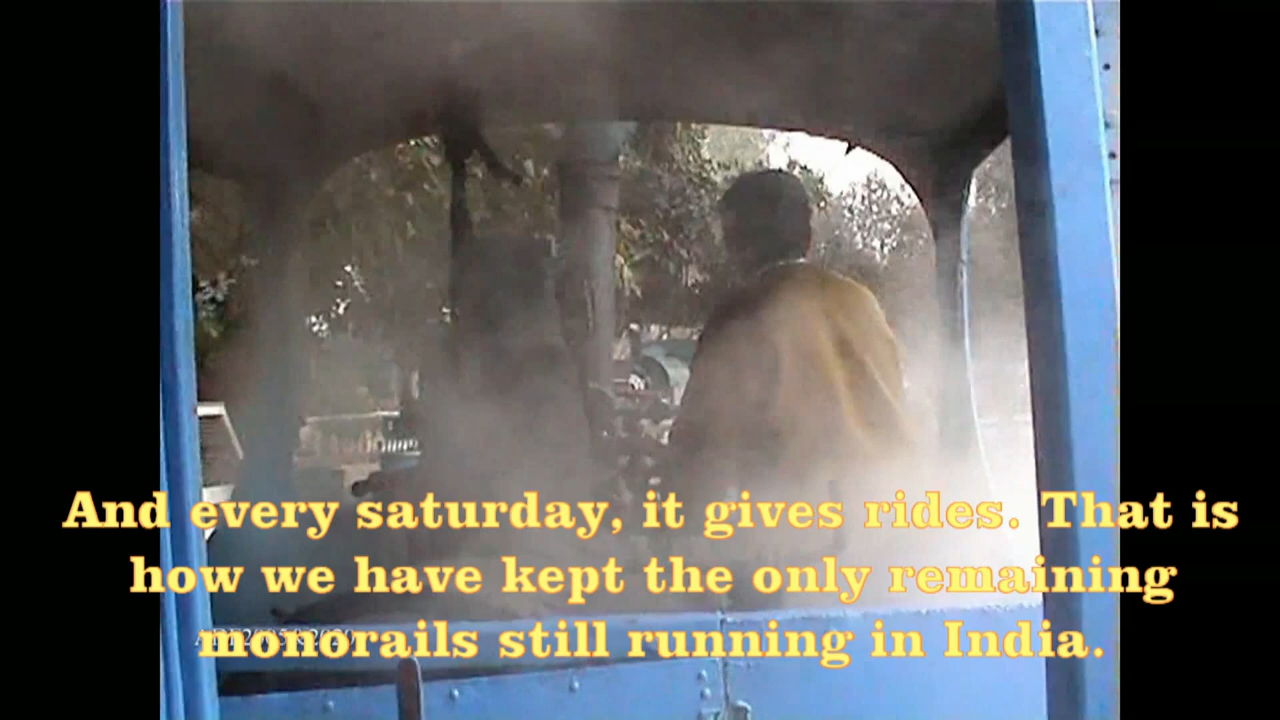 And every saturday, it gives rides. That is
how we have kept the only remaining
monorails still running in India.